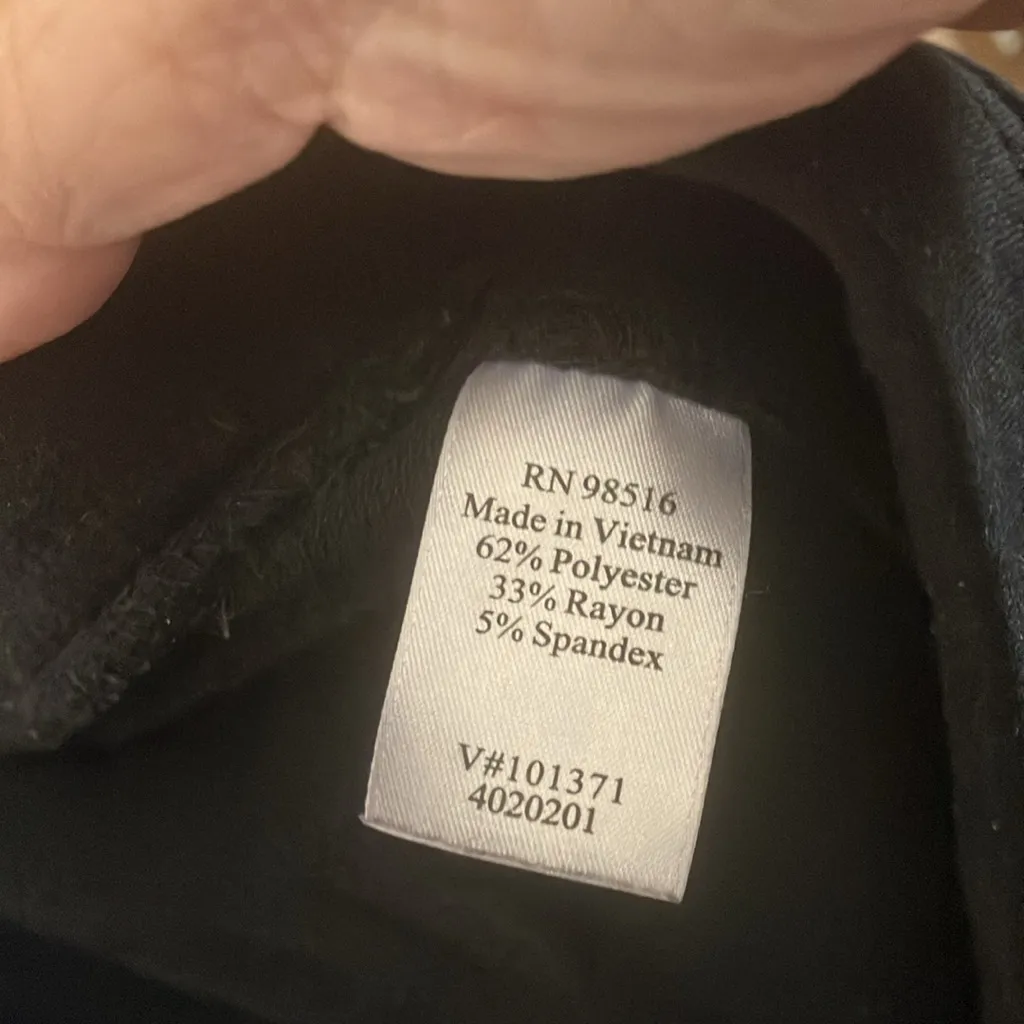 RN 98516
Made in Vietnam
62% Polyester
33% Rayon
5% Spandex
V#101371
4020201